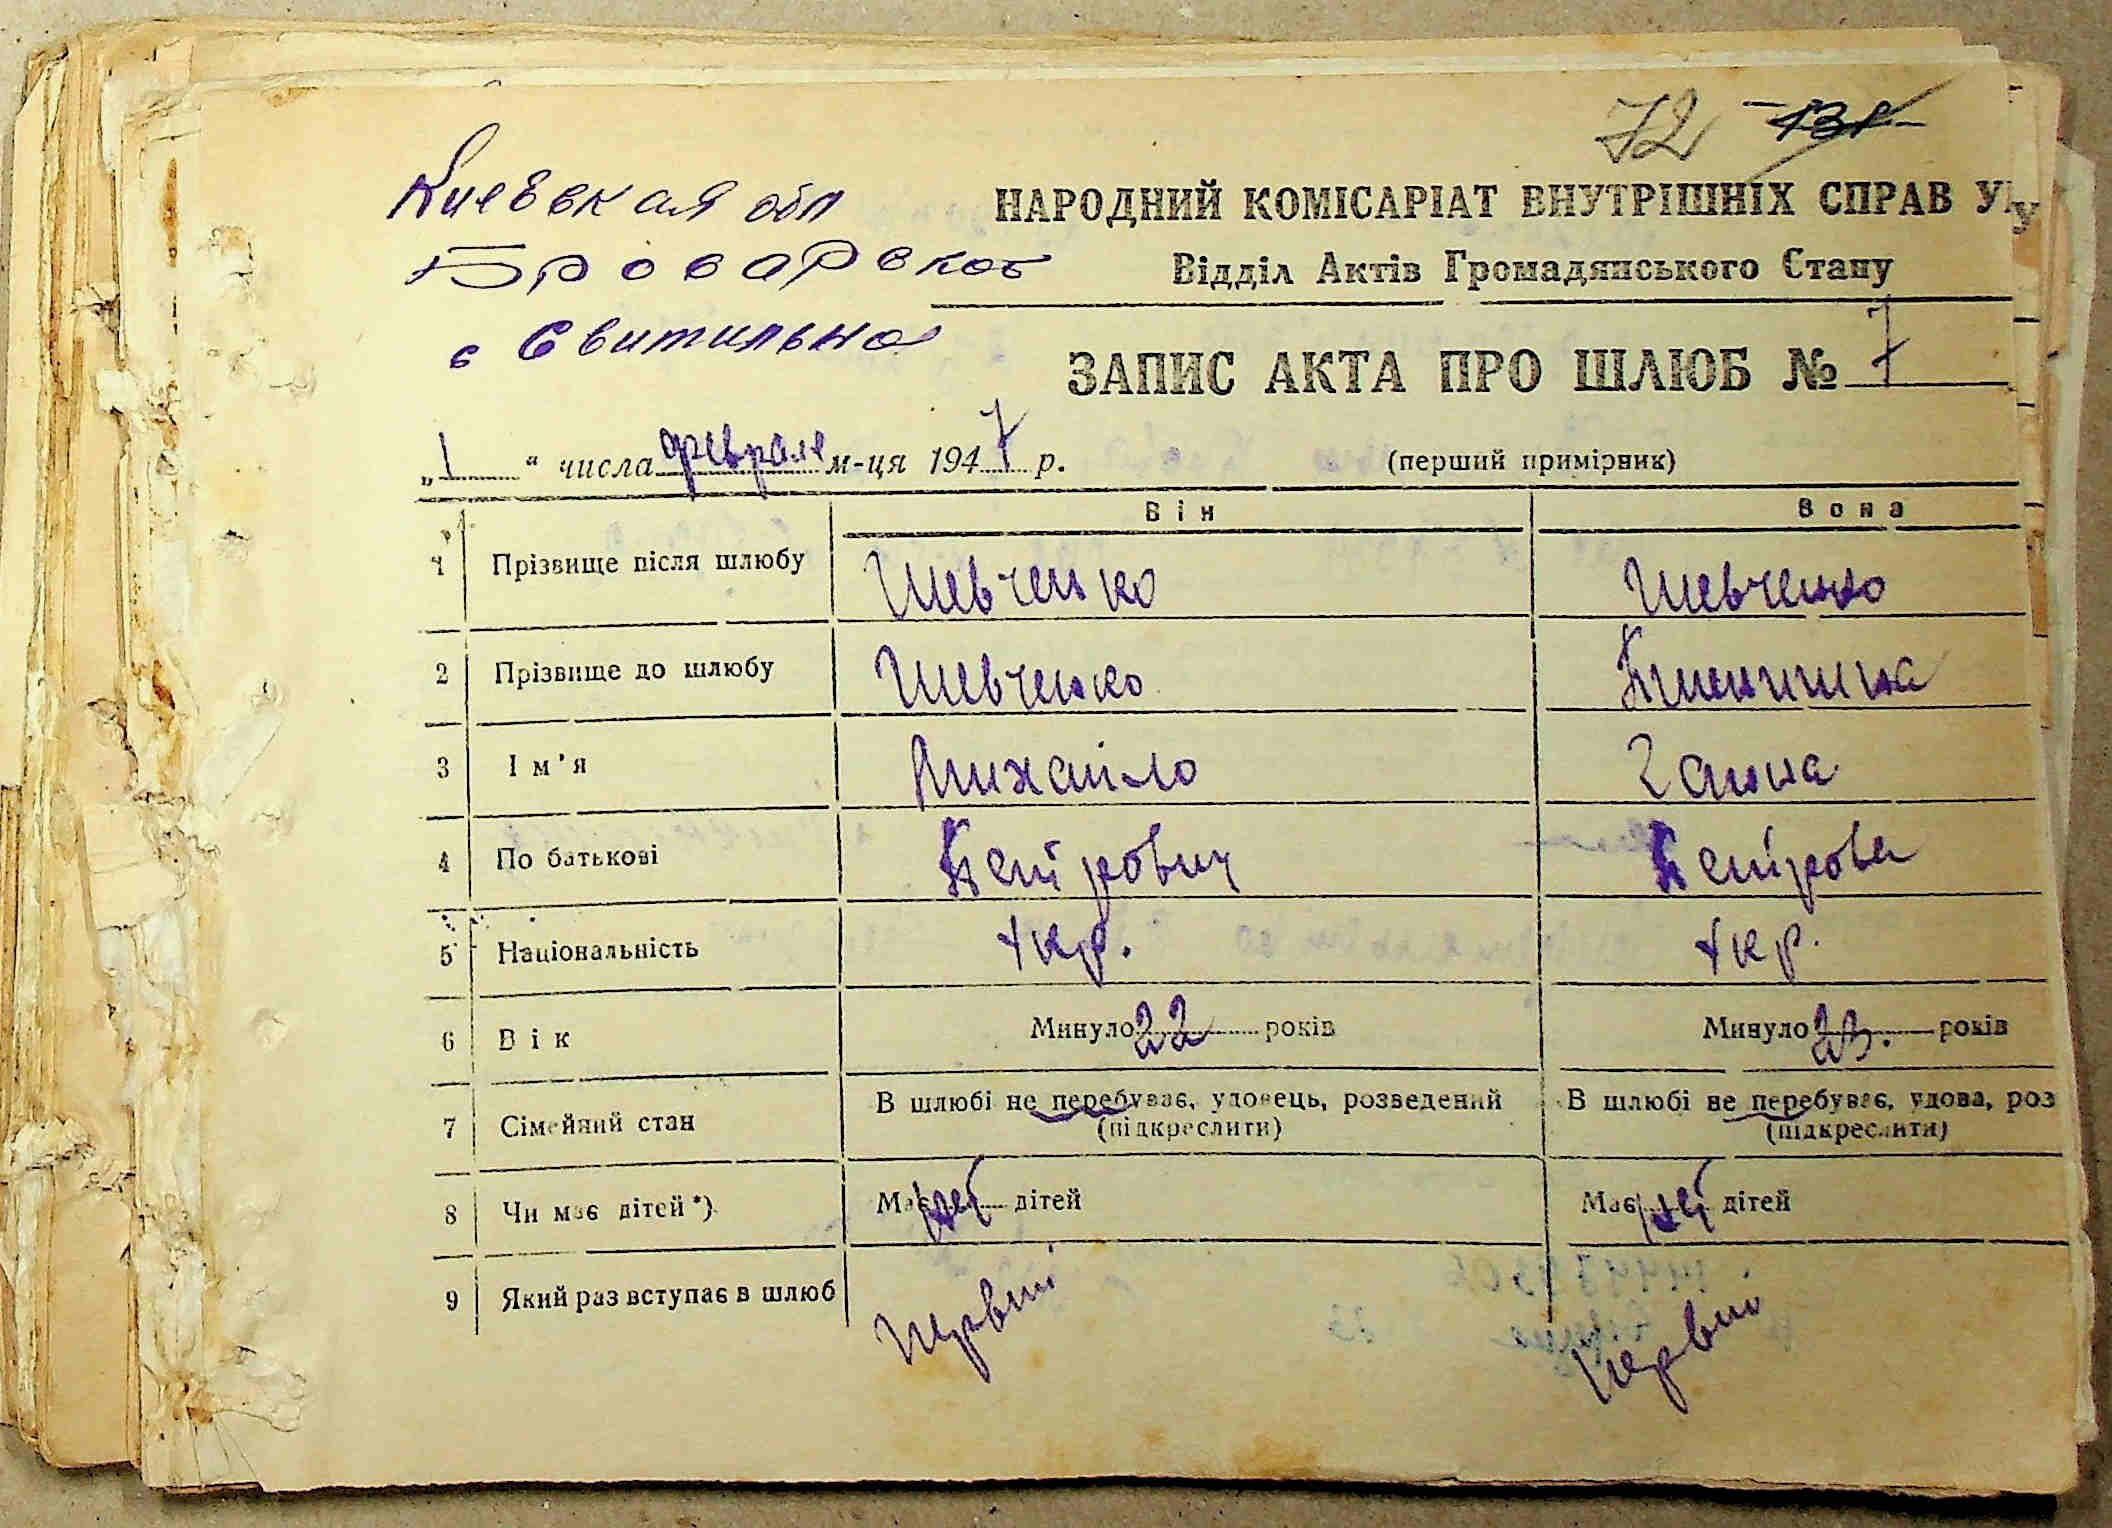 72
Киевская обл
НАРОДНИЙ КОМІСАРІАТ ВНУТРІШНІХ СПРАВ У
Броварског
Відділ Актів Громадянського Стану
с Свитильно
ЗАПИС АКТА ПРО ШЛЮБ № 7
„1“ числа февраля м-ця 1947 р. (перший примірник)
Він Вона
1 Прізвище після шлюбу Шевченко Шевченко
2 Прізвище до шлюбу Шевченко
3 Ім'я Михайло Ганна
4 По батькові Петрович Петрова
5 Національність Укр. Укр.
6 Вік Минуло 22 років Минуло 23. років
7 Сімейний стан В шлюбі не перебуває, удовець, розведений В шлюбі не перебуває, удова, роз
(підкреслити) (підкреслити)
8 Чи має дітей*) Має нет дітей Має нет дітей
9 Який раз вступає в шлюб Первий Первий